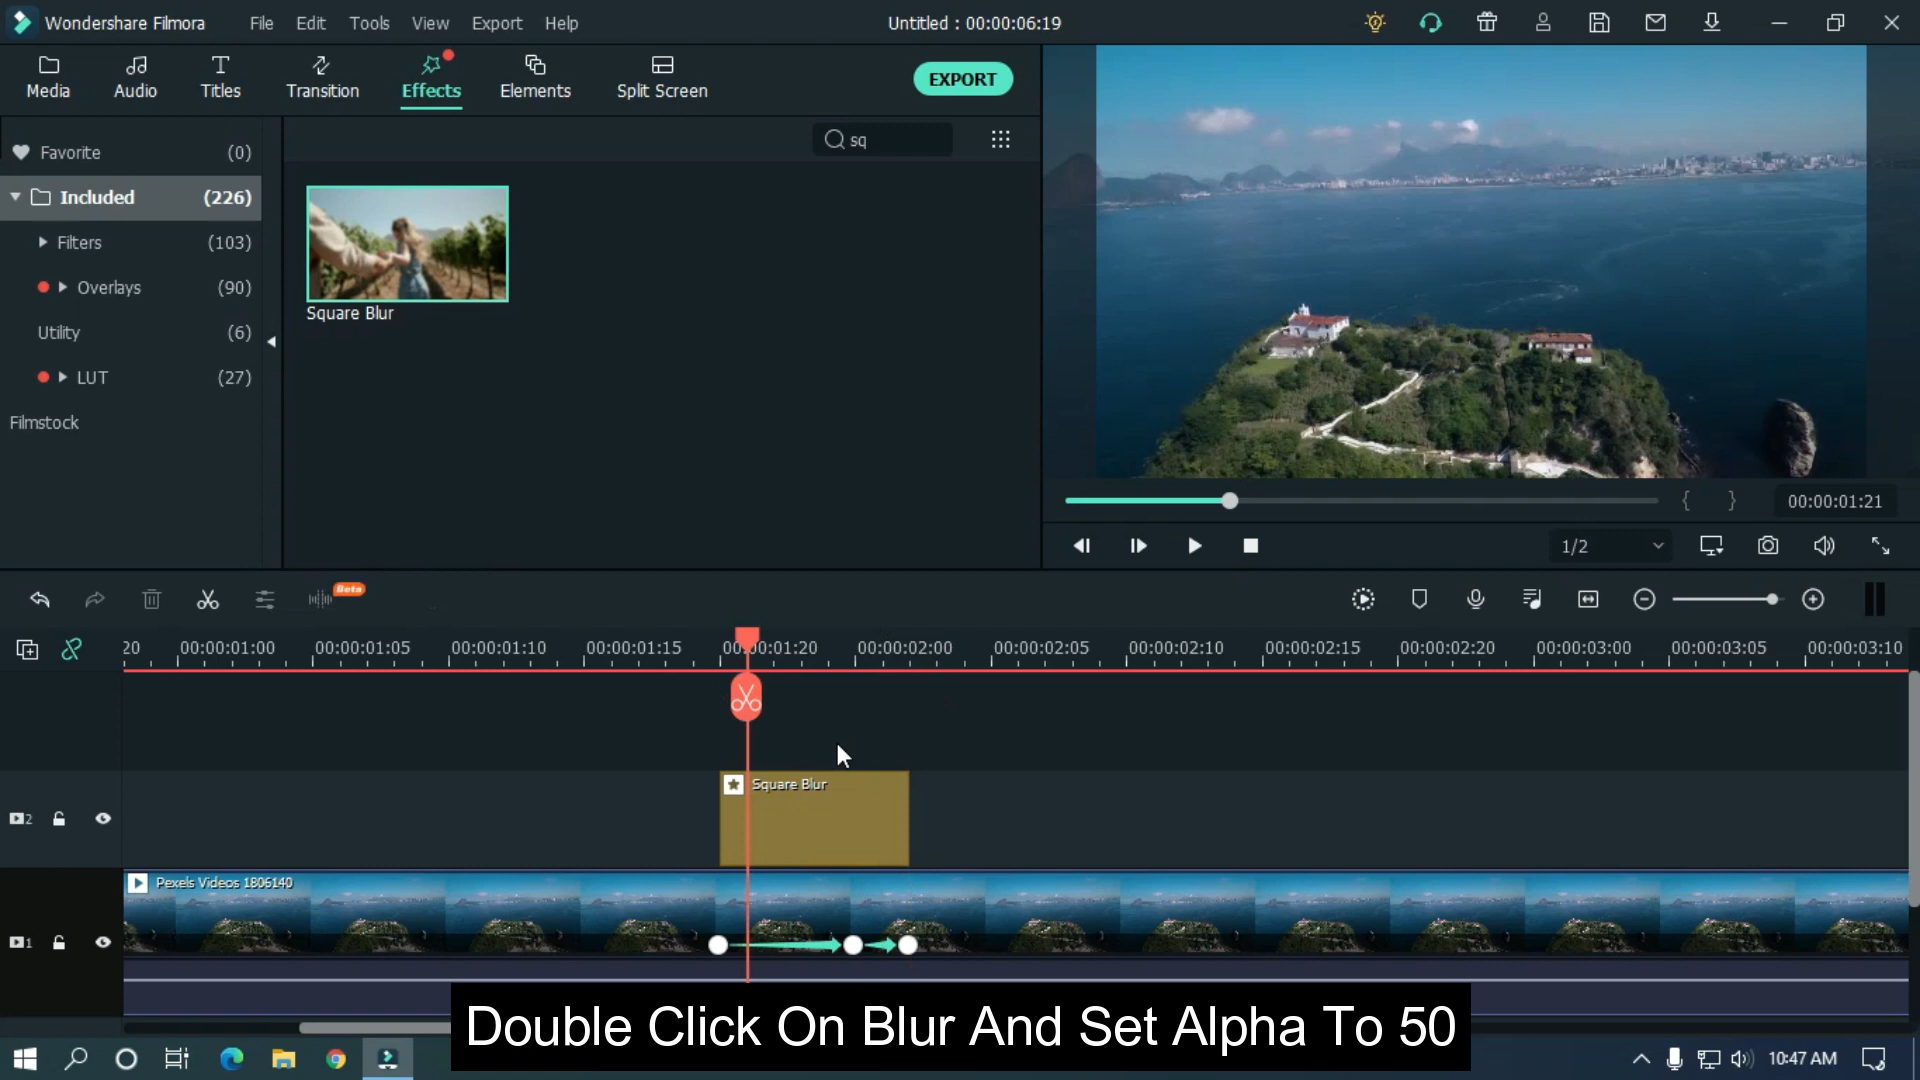 Wondershare Filmora File Edit Tools View Export Help Untitled : 00:00:06:19
Media Audio Titles Transition Effects Elements Split Screen EXPORT
sq
Favorite (0)
Included (226)
Filters (103)
Overlays (90)
Utility (6)
LUT (27)
Filmstock
Square Blur
00:00:01:21
1/2
Beta
20 00:00:01:00 00:00:01:05 00:00:01:10 00:00:01:15 00:00:01:20 00:00:02:00 00:00:02:05 00:00:02:10 00:00:02:15 00:00:02:20 00:00:03:00 00:00:03:05 00:00:03:10
Square Blur
2
Pexels Videos 1806140
1
Double Click On Blur And Set Alpha To 50
10:47 AM